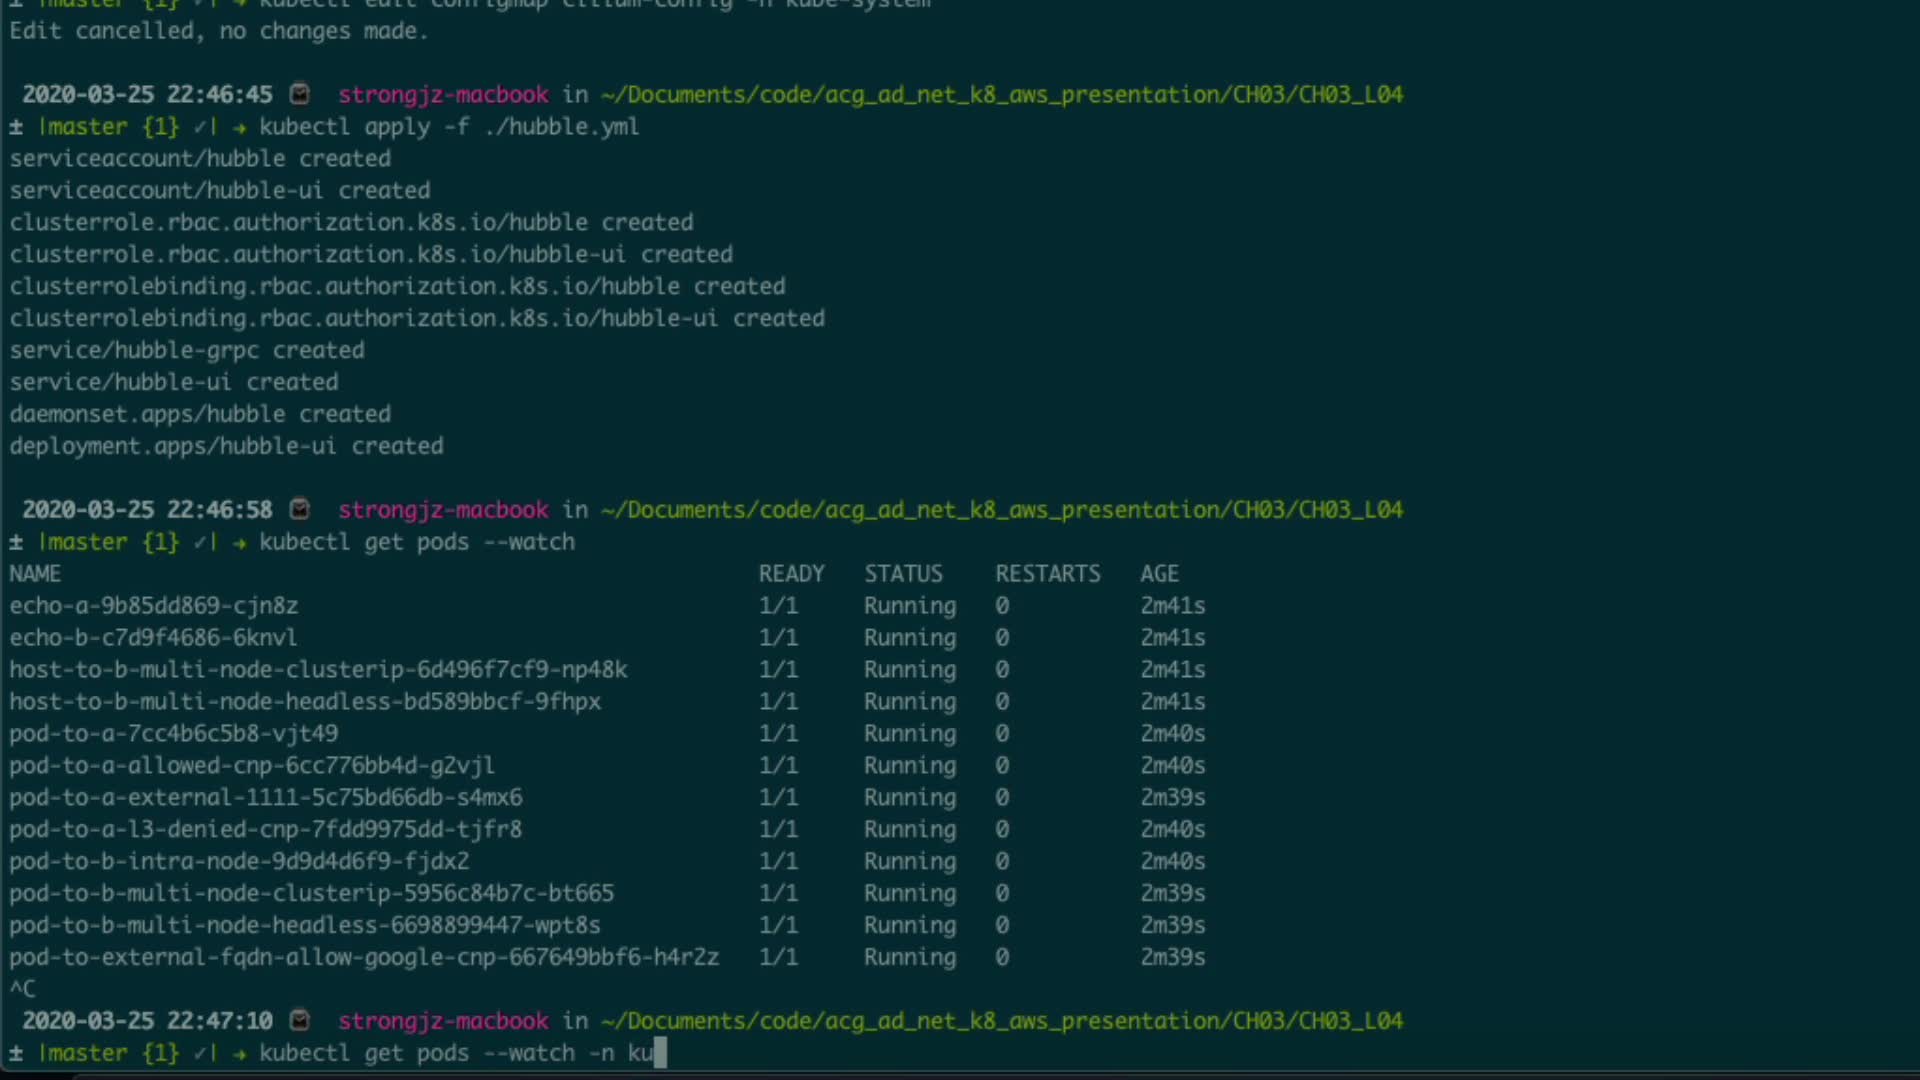 ± |master {1} ✓| → kubectl edit configmap cilium-config -n kube-system
Edit cancelled, no changes made.
2020-03-25 22:46:45 strongjz-macbook in ~/Documents/code/acg_ad_net_k8_aws_presentation/CH03/CH03_L04
± |master {1} ✓| → kubectl apply -f ./hubble.yml
serviceaccount/hubble created
serviceaccount/hubble-ui created
clusterrole.rbac.authorization.k8s.io/hubble created
clusterrole.rbac.authorization.k8s.io/hubble-ui created
clusterrolebinding.rbac.authorization.k8s.io/hubble created
clusterrolebinding.rbac.authorization.k8s.io/hubble-ui created
service/hubble-grpc created
service/hubble-ui created
daemonset.apps/hubble created
deployment.apps/hubble-ui created
2020-03-25 22:46:58 strongjz-macbook in ~/Documents/code/acg_ad_net_k8_aws_presentation/CH03/CH03_L04
± |master {1} ✓| → kubectl get pods --watch
NAME READY STATUS RESTARTS AGE
echo-a-9b85dd869-cjn8z 1/1 Running 0 2m41s
echo-b-c7d9f4686-6knvl 1/1 Running 0 2m41s
host-to-b-multi-node-clusterip-6d496f7cf9-np48k 1/1 Running 0 2m41s
host-to-b-multi-node-headless-bd589bbcf-9fhpx 1/1 Running 0 2m41s
pod-to-a-7cc4b6c5b8-vjt49 1/1 Running 0 2m40s
pod-to-a-allowed-cnp-6cc776bb4d-g2vjl 1/1 Running 0 2m40s
pod-to-a-external-1111-5c75bd66db-s4mx6 1/1 Running 0 2m39s
pod-to-a-l3-denied-cnp-7fdd9975dd-tjfr8 1/1 Running 0 2m40s
pod-to-b-intra-node-9d9d4d6f9-fjdx2 1/1 Running 0 2m40s
pod-to-b-multi-node-clusterip-5956c84b7c-bt665 1/1 Running 0 2m39s
pod-to-b-multi-node-headless-6698899447-wpt8s 1/1 Running 0 2m39s
pod-to-external-fqdn-allow-google-cnp-667649bbf6-h4r2z 1/1 Running 0 2m39s
^C
2020-03-25 22:47:10 strongjz-macbook in ~/Documents/code/acg_ad_net_k8_aws_presentation/CH03/CH03_L04
± |master {1} ✓| → kubectl get pods --watch -n ku